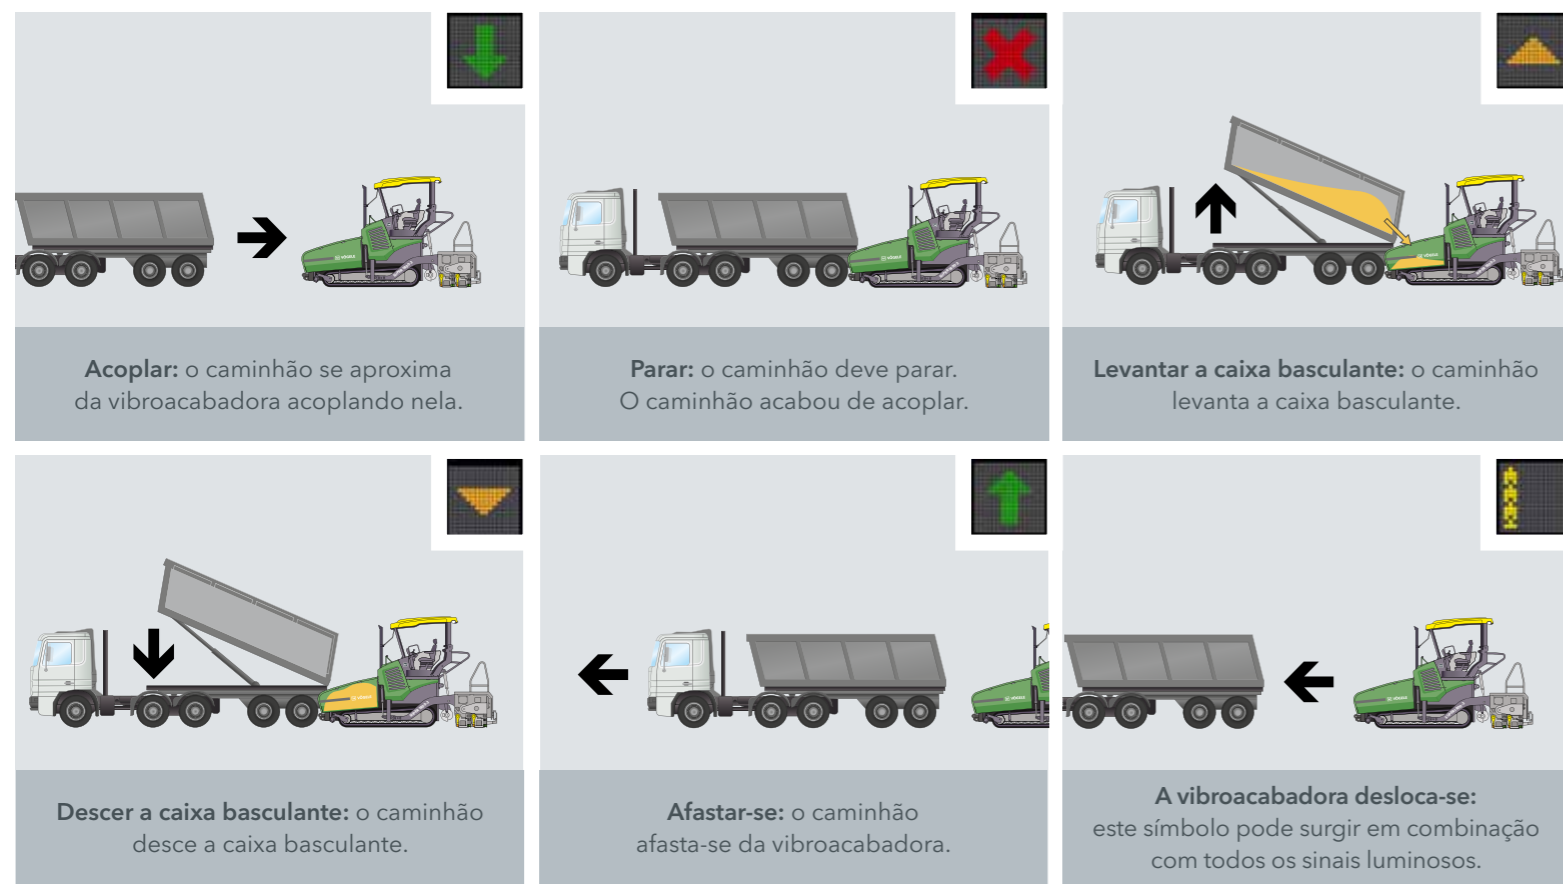 Acoplar: o caminhão se aproxima
da vibroacabadora acoplando nela.
Parar: o caminhão deve parar.
O caminhão acabou de acoplar.
Levantar a caixa basculante: o caminhão
levanta a caixa basculante.
Descer a caixa basculante: o caminhão
desce a caixa basculante.
Afastar-se: o caminhão
afasta-se da vibroacabadora.
A vibroacabadora desloca-se:
este símbolo pode surgir em combinação
com todos os sinais luminosos.